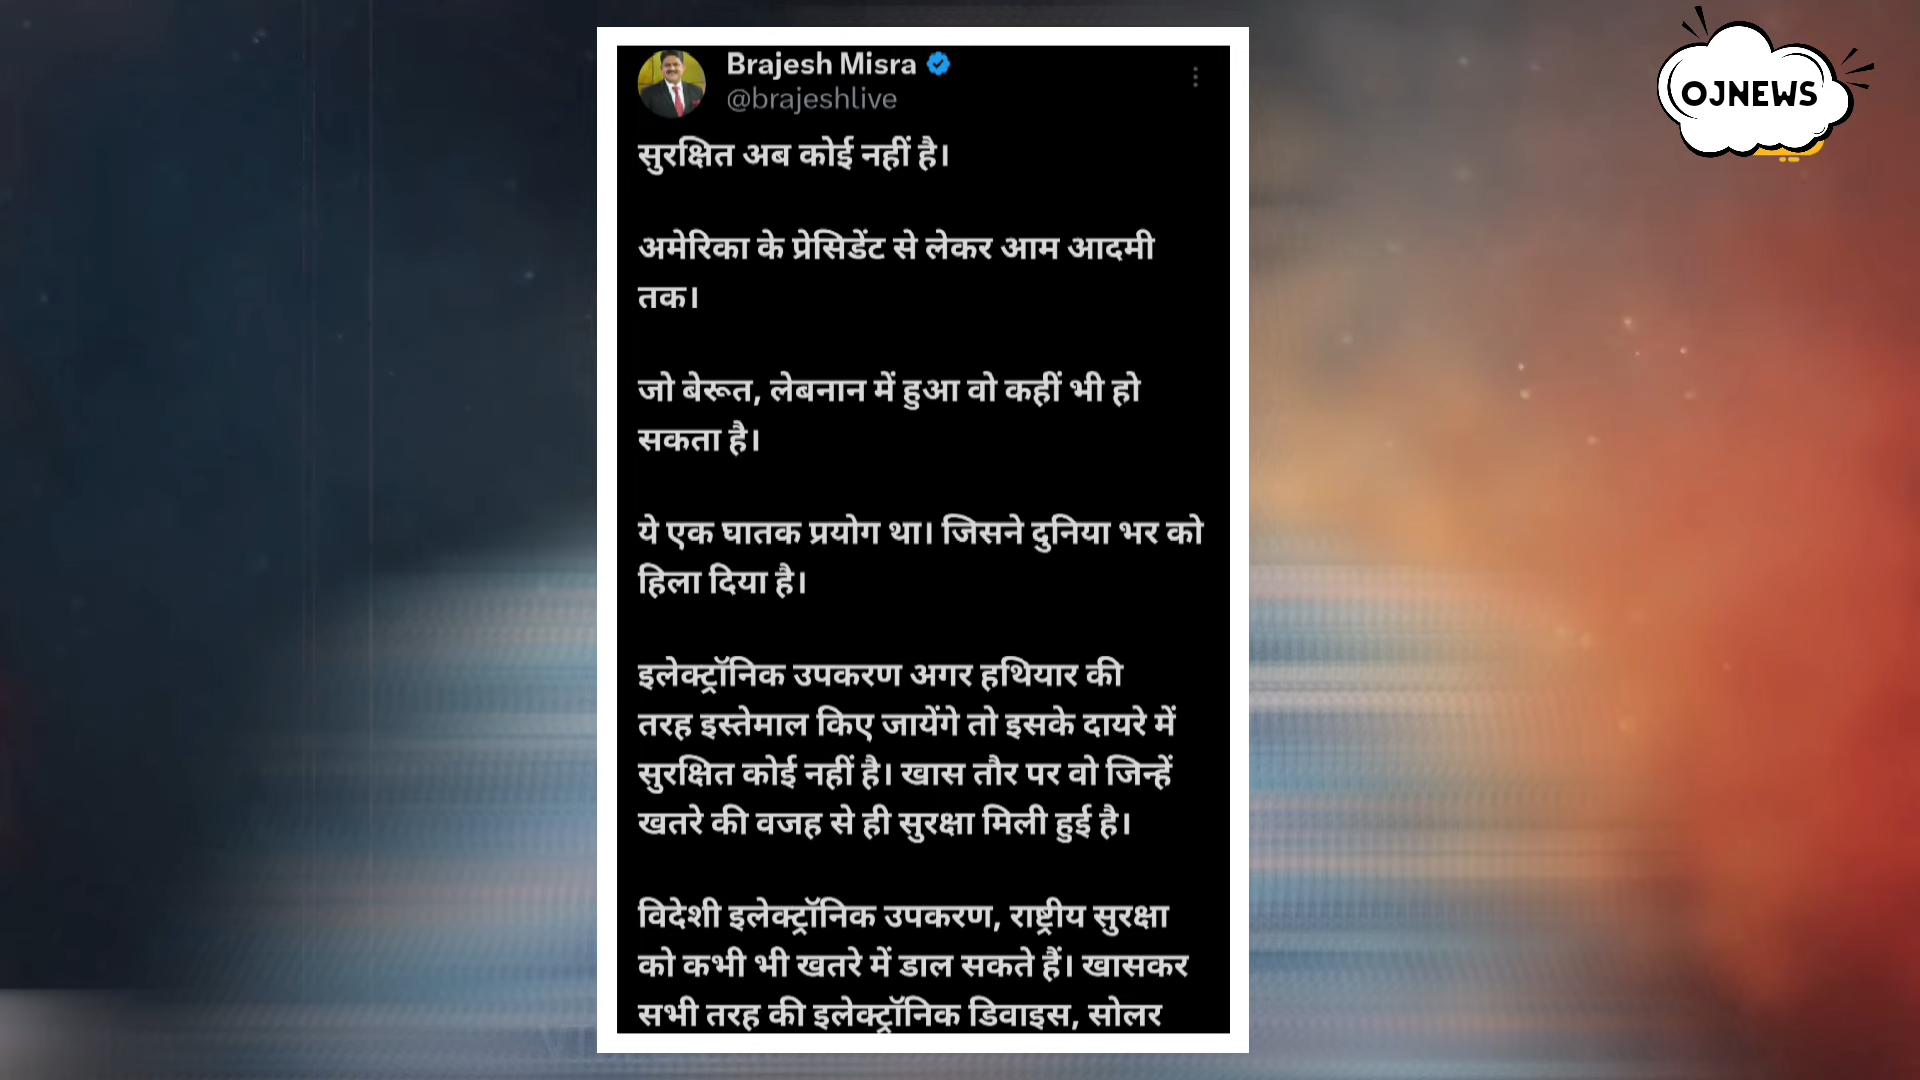 Brajesh Misra
@brajeshlive
OJNEWS
सुरक्षित अब कोई नहीं है।
अमेरिका के प्रेसिडेंट से लेकर आम आदमी
तक।
जो बेरूत, लेबनान में हुआ वो कहीं भी हो
सकता है।
ये एक घातक प्रयोग था। जिसने दुनिया भर को
हिला दिया है।
इलेक्ट्रॉनिक उपकरण अगर हथियार की
तरह इस्तेमाल किए जायेंगे तो इसके दायरे में
सुरक्षित कोई नहीं है। खास तौर पर वो जिन्हें
खतरे की वजह से ही सुरक्षा मिली हुई है।
विदेशी इलेक्ट्रॉनिक उपकरण, राष्ट्रीय सुरक्षा
को कभी भी खतरे में डाल सकते हैं। खासकर
सभी तरह की इलेक्ट्रॉनिक डिवाइस, सोलर